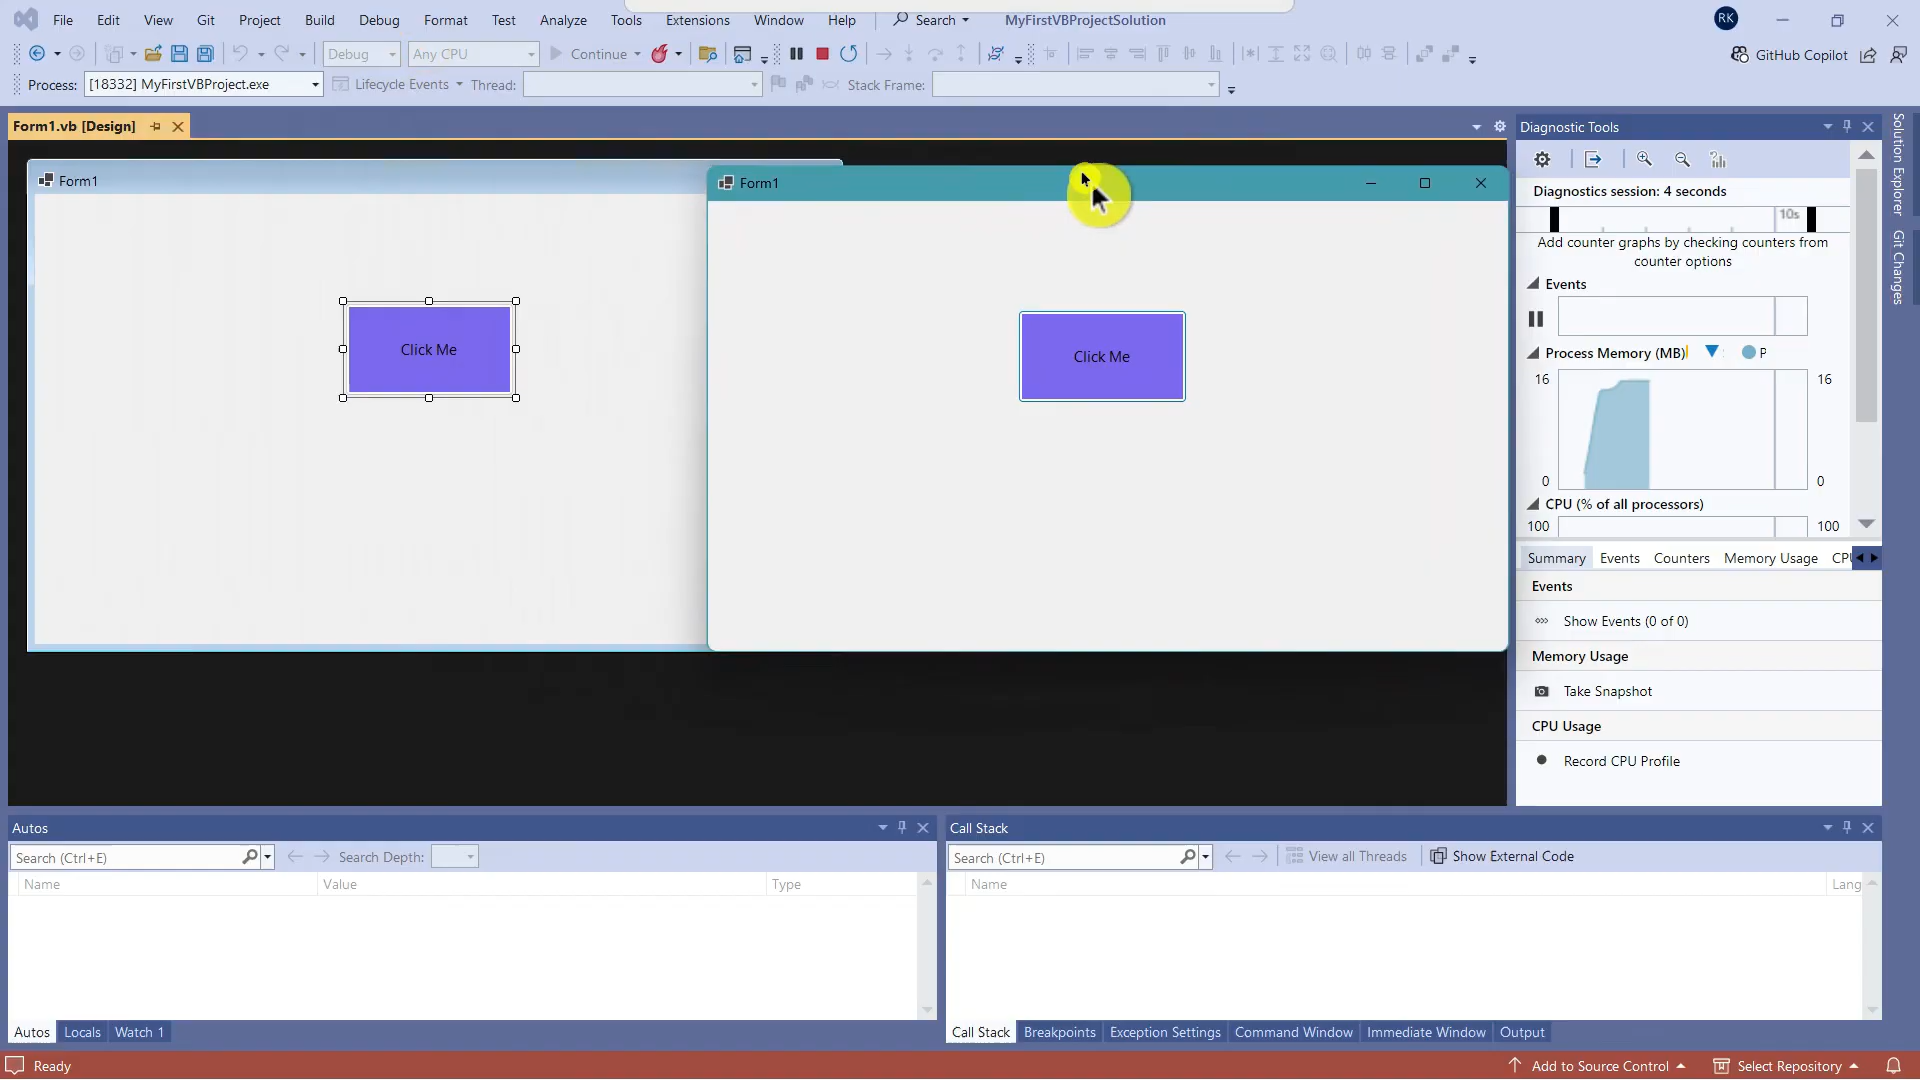 File Edit View Git Project Build Debug Format Test Analyze Tools Extensions Window Help Search MyFirstVBProjectSolution RK
Debug Any CPU Continue GitHub Copilot
Process: [18332] MyFirstVBProject.exe Lifecycle Events Thread: Stack Frame:
Form1.vb [Design]
Form1
Click Me
Form1
Click Me
Diagnostic Tools
Diagnostics session: 4 seconds
10s
Add counter graphs by checking counters from
counter options
Events
Process Memory (MB) P
16 16
0 0
CPU (% of all processors)
100 100
Summary Events Counters Memory Usage
Events
Show Events (0 of 0)
Memory Usage
Take Snapshot
CPU Usage
Record CPU Profile
Solution Explorer
Git Changes
Autos
Search (Ctrl+E) Search Depth:
Name Value Type
Autos Locals Watch 1
Call Stack
Search (Ctrl+E) View all Threads Show External Code
Name Lang
Call Stack Breakpoints Exception Settings Command Window Immediate Window Output
Ready Add to Source Control Select Repository